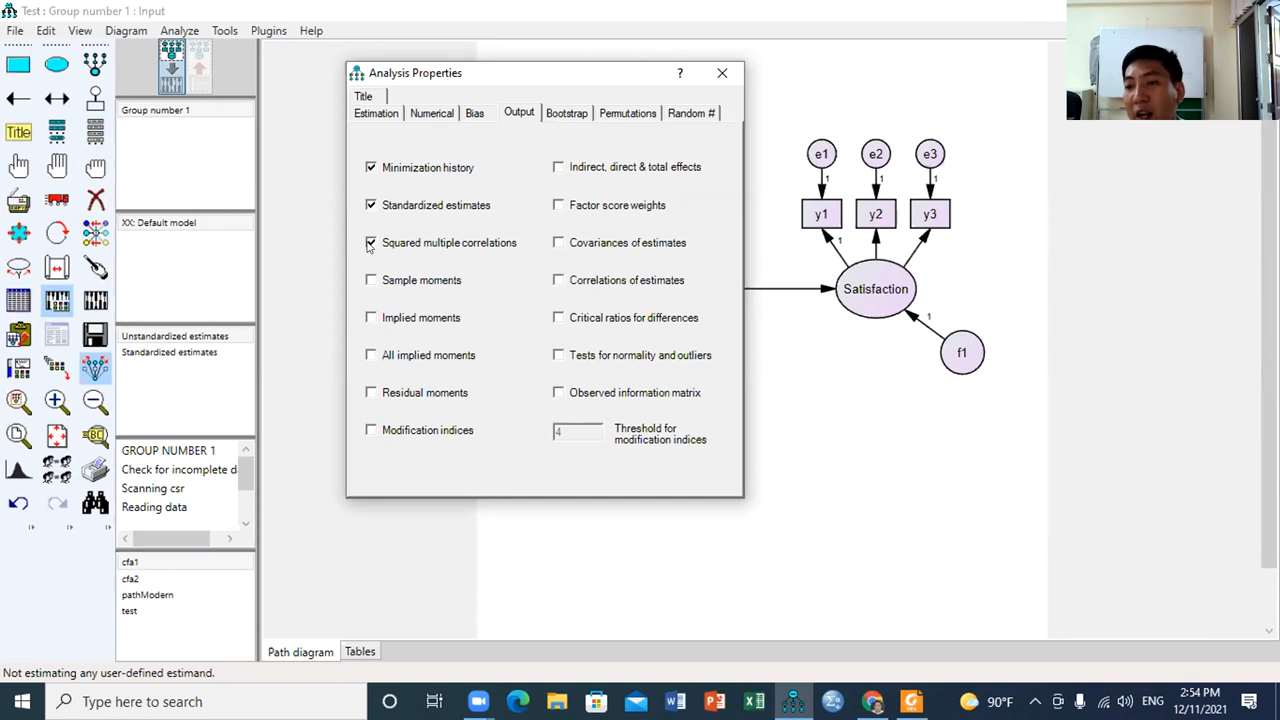 Test : Group number 1 : Input
File Edit View Diagram Analyze Tools Plugins Help
Title
Group number 1
XX: Default model
Unstandardized estimates
Standardized estimates
GROUP NUMBER 1
Check for incomplete d
Scanning csr
Reading data
cfa1
cfa2
pathModern
test
Analysis Properties
?
Title
Estimation Numerical Bias Output Bootstrap Permutations Random #
Minimization history
Indirect, direct & total effects
Standardized estimates
Factor score weights
Squared multiple correlations
Covariances of estimates
Sample moments
Correlations of estimates
Implied moments
Critical ratios for differences
All implied moments
Tests for normality and outliers
Residual moments
Observed information matrix
Modification indices
4
Threshold for
modification indices
e1 e2 e3
1 1 1
y1 y2 y3
1
Satisfaction
1
f1
Path diagram Tables
Not estimating any user-defined estimand.
Type here to search
90°F
ENG
2:54 PM
12/11/2021